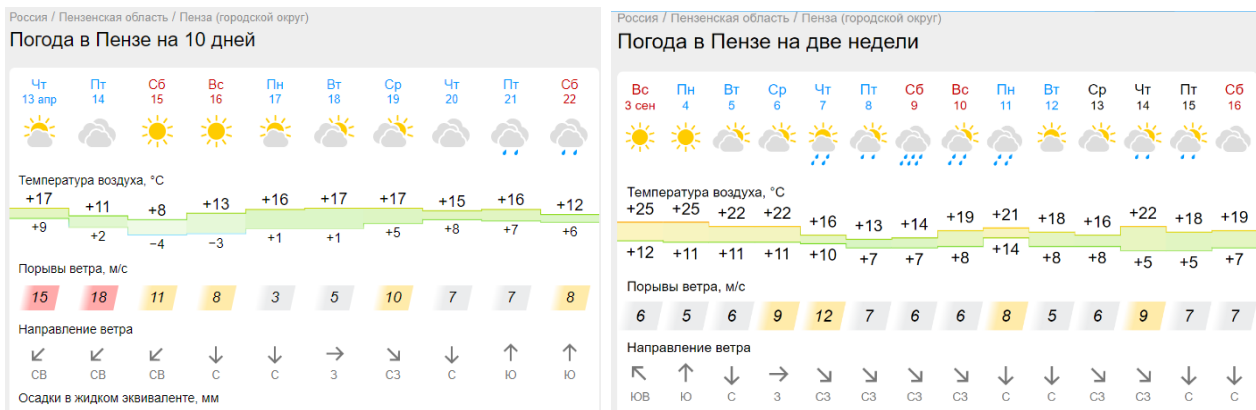 Россия / Пензенская область / Пенза (городской округ)
Погода в Пензе на 10 дней
Чт Пт Сб Вс Пн Вт Ср Чт Пт Сб
13 апр 14 15 16 17 18 19 20 21 22
Температура воздуха, °C
+17 +11 +8 +13 +16 +17 +17 +15 +16 +12
+9 +2 −4 −3 +1 +1 +5 +8 +7 +6
Порывы ветра, м/с
15 18 11 8 3 5 10 7 7 8
Направление ветра
СВ СВ СВ С С З СЗ С Ю Ю
Осадки в жидком эквиваленте, мм
Россия / Пензенская область / Пенза (городской округ)
Погода в Пензе на две недели
Вс Пн Вт Ср Чт Пт Сб Вс Пн Вт Ср Чт Пт Сб
3 сен 4 5 6 7 8 9 10 11 12 13 14 15 16
Температура воздуха, °C
+25 +25 +22 +22 +16 +13 +14 +19 +21 +18 +16 +22 +18 +19
+12 +11 +11 +11 +10 +7 +7 +8 +14 +8 +8 +5 +5 +7
Порывы ветра, м/с
6 5 6 9 12 7 6 6 8 5 6 9 7 7
Направление ветра
ЮВ Ю С З СЗ СЗ СЗ СЗ С С СЗ СЗ С С